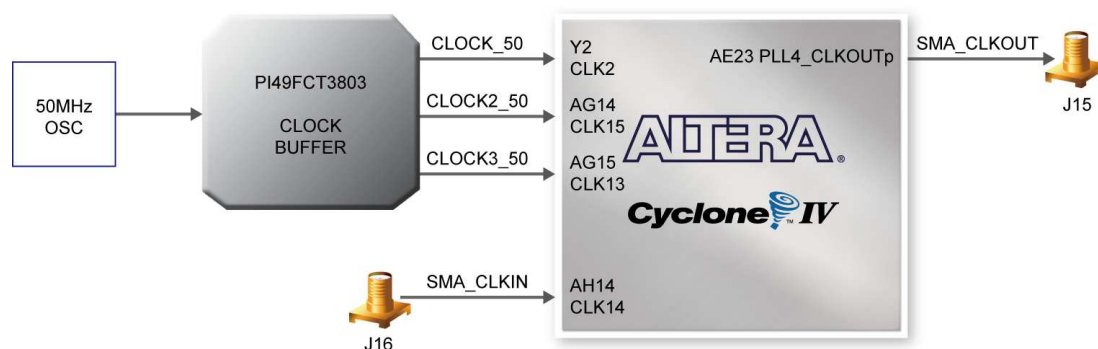 50MHz
OSC
PI49FCT3803
CLOCK
BUFFER
CLOCK_50
CLOCK2_50
CLOCK3_50
SMA_CLKIN
J16
Y2
CLK2
AG14
CLK15
AG15
CLK13
AH14
CLK14
AE23 PLL4_CLKOUTp
ALTERA®
Cyclone™ IV
SMA_CLKOUT
J15